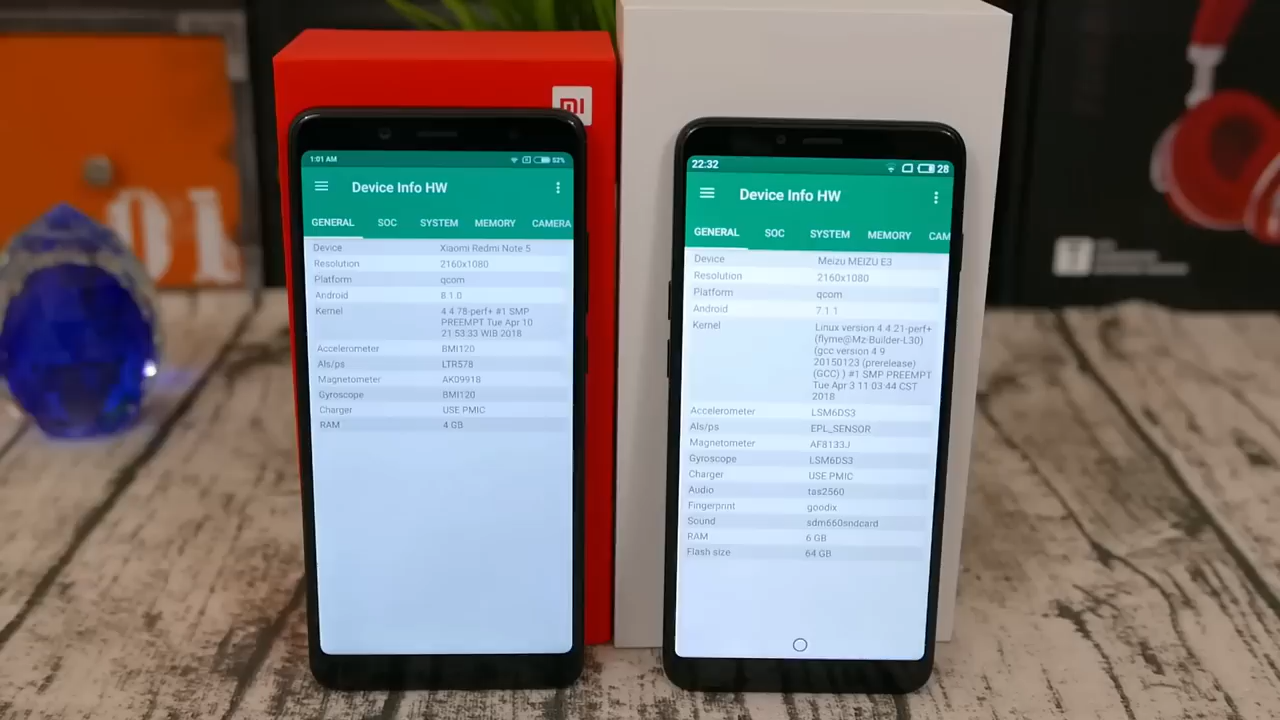 01
MI
1:01 AM
52%
Device Info HW
GENERAL SOC SYSTEM MEMORY CAMERA
Device Xiaomi Redmi Note 5
Resolution 2160x1080
Platform qcom
Android 8.1.0
Kernel 4.4.78-perf+ #1 SMP
PREEMPT Tue Apr 10
21:53:33 WIB 2018
Accelerometer BMI120
Als/ps LTR578
Magnetometer AK09918
Gyroscope BMI120
Charger USE PMIC
RAM 4 GB
22:32
28
Device Info HW
GENERAL SOC SYSTEM MEMORY CAM
Device Meizu MEIZU E3
Resolution 2160x1080
Platform qcom
Android 7.1.1
Kernel Linux version 4.4.21-perf+
(flyme@Mz-Builder-L30)
(gcc version 4.9
20150123 (prerelease)
(GCC) ) #1 SMP PREEMPT
Tue Apr 3 11:03:44 CST
2018
Accelerometer LSM6DS3
Als/ps EPL_SENSOR
Magnetometer AF8133J
Gyroscope LSM6DS3
Charger USE PMIC
Audio tas2560
Fingerprint goodix
Sound sdm660sndcard
RAM 6 GB
Flash size 64 GB